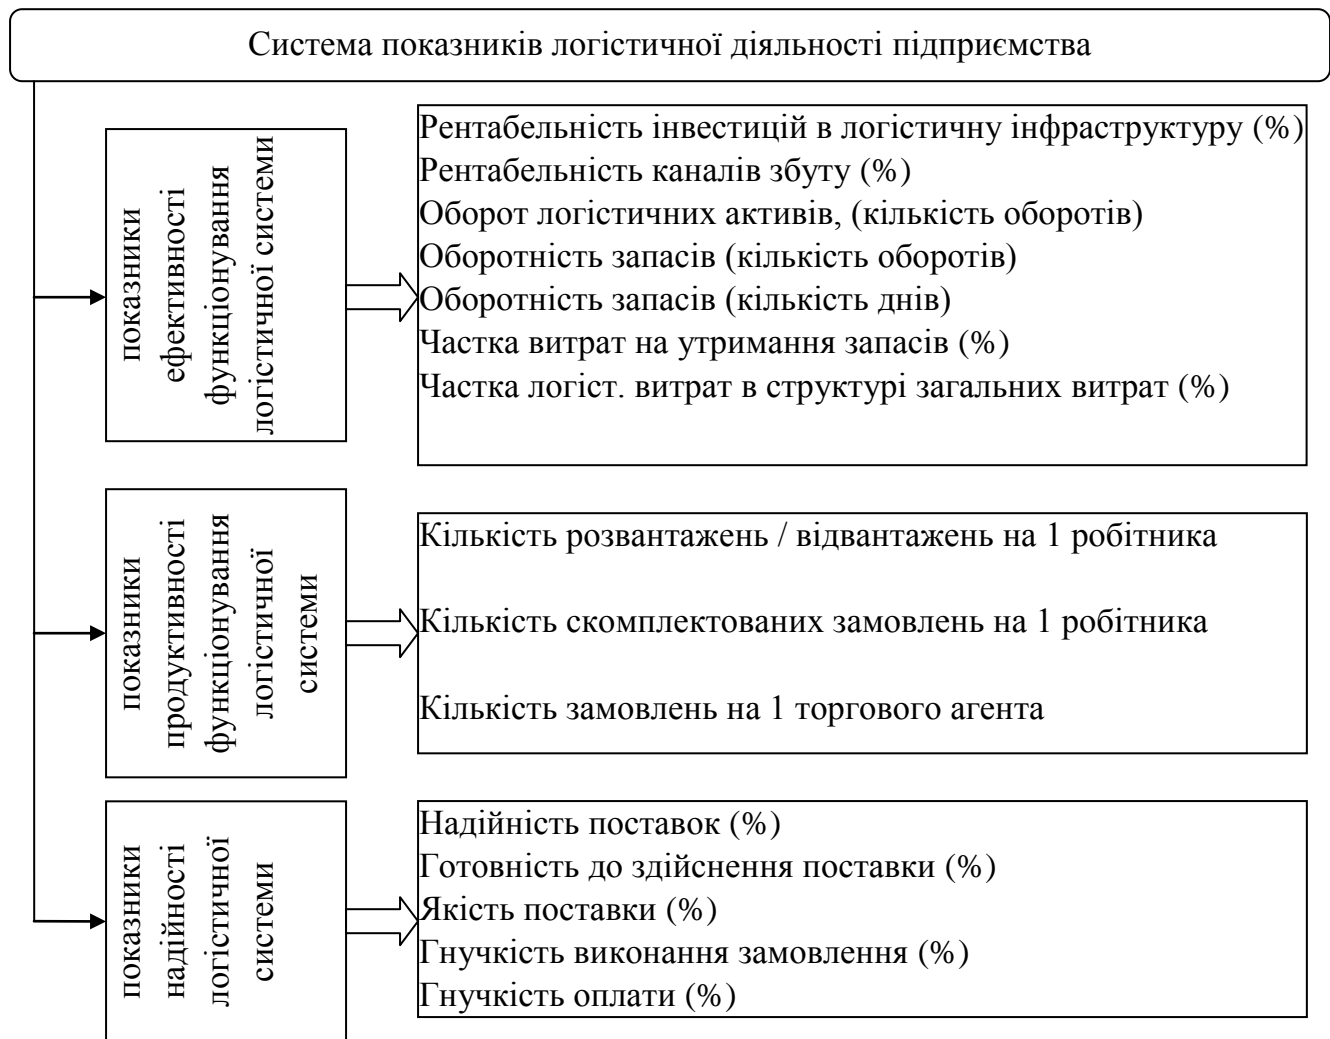 Система показників логістичної діяльності підприємства
показники
ефективності
функціонування
логістичної системи
Рентабельність інвестицій в логістичну інфраструктуру (%)
Рентабельність каналів збуту (%)
Оборот логістичних активів, (кількість оборотів)
Оборотність запасів (кількість оборотів)
Оборотність запасів (кількість днів)
Частка витрат на утримання запасів (%)
Частка логіст. витрат в структурі загальних витрат (%)
показники
продуктивності
функціонування
логістичної
системи
Кількість розвантажень / відвантажень на 1 робітника
Кількість скомплектованих замовлень на 1 робітника
Кількість замовлень на 1 торгового агента
показники
надійності
логістичної
системи
Надійність поставок (%)
Готовність до здійснення поставки (%)
Якість поставки (%)
Гнучкість виконання замовлення (%)
Гнучкість оплати (%)